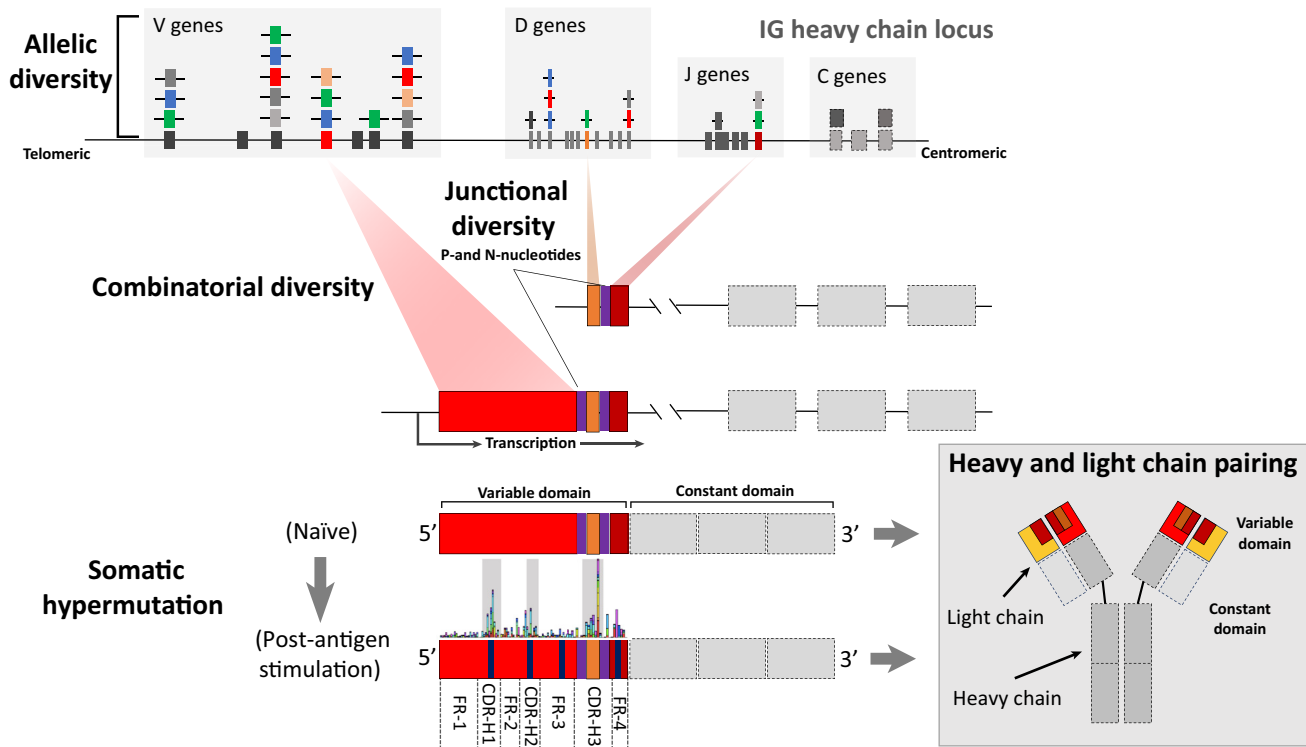 V genes
D genes
IG heavy chain locus
Allelic
diversity
J genes
C genes
Telomeric
Centromeric
Junctional
diversity
P-and N-nucleotides
Combinatorial diversity
Transcription
Heavy and light chain pairing
Variable domain
Constant domain
(Naïve)
5’
3’
Variable
domain
Somatic
hypermutation
Light chain
Constant
domain
(Post-antigen
stimulation)
5’
3’
Heavy chain
FR-1
CDR-H1
FR-2
CDR-H2
FR-3
CDR-H3
FR-4